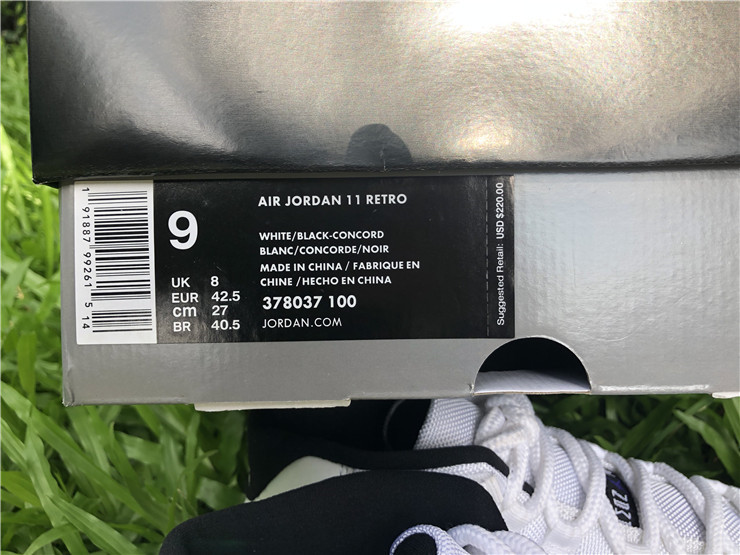 1 91887 99261 5 14
9
UK 8
EUR 42.5
cm 27
BR 40.5
AIR JORDAN 11 RETRO
WHITE/BLACK-CONCORD
BLANC/CONCORDE/NOIR
MADE IN CHINA / FABRIQUE EN
CHINE /HECHO EN CHINA
378037 100
JORDAN.COM
Suggested Retail: USD $220.00